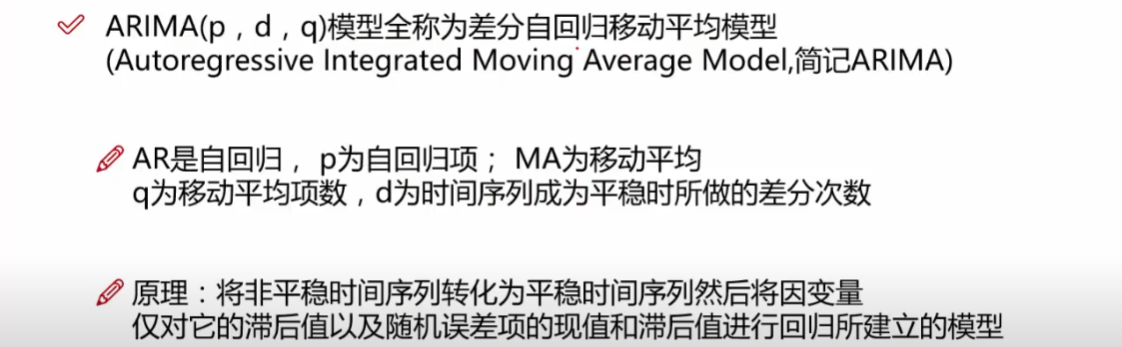 ARIMA(p，d，q)模型全称为差分自回归移动平均模型
(Autoregressive Integrated Moving Average Model,简记ARIMA)
AR是自回归，p为自回归项；MA为移动平均
q为移动平均项数，d为时间序列成为平稳时所做的差分次数
原理：将非平稳时间序列转化为平稳时间序列然后将因变量
仅对它的滞后值以及随机误差项的现值和滞后值进行回归所建立的模型